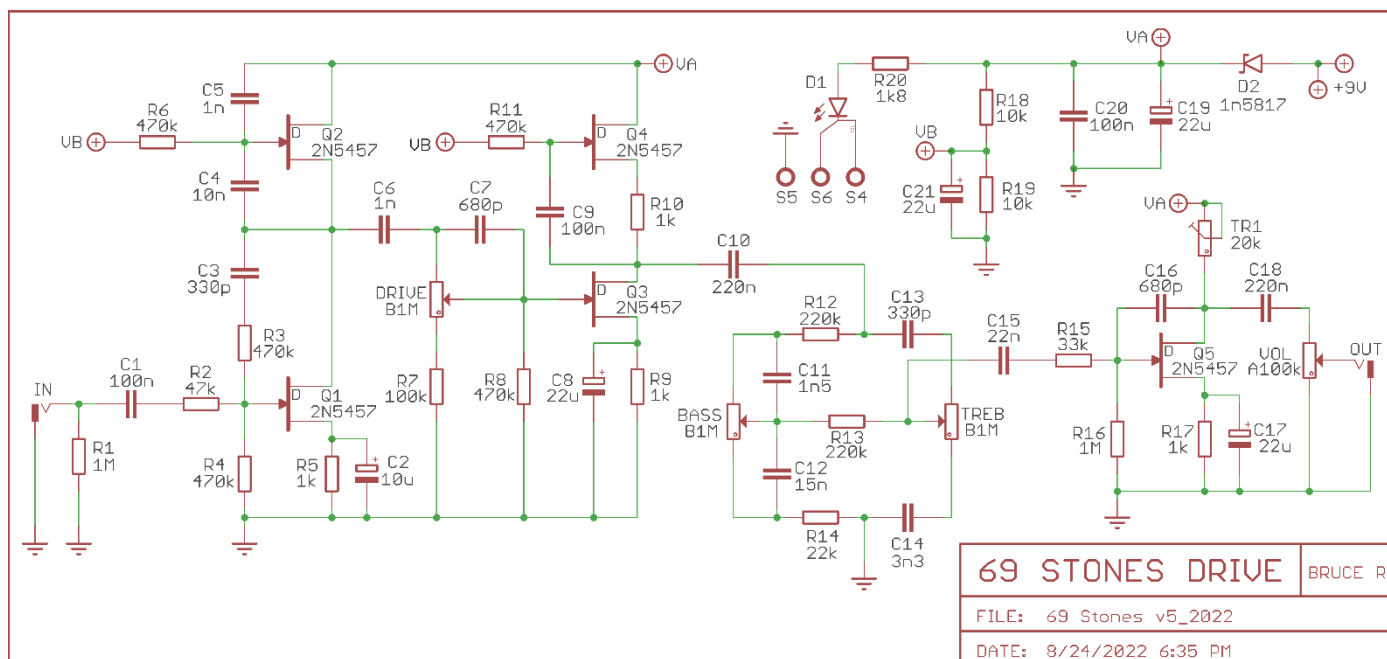 C5
1n
R6
470k
VB
D
Q2
2N5457
C4
10n
C3
330p
R3
470k
IN
C1
100n
R2
47k
D
Q1
2N5457
R1
1M
R4
470k
R5
1k
C2
10u
+
VA
R11
470k
VB
D
Q4
2N5457
C6
1n
C7
680p
C9
100n
R10
1k
DRIVE
B1M
D
Q3
2N5457
R7
100k
R8
470k
C8
22u
+
R9
1k
C10
220n
R12
220k
C13
330p
C11
1n5
BASS
B1M
R13
220k
TREB
B1M
C12
15n
R14
22k
C14
3n3
D1
R20
1k8
S5
S6
S4
VB
R18
10k
C21
22u
+
R19
10k
VA
C20
100n
C19
22u
+
D2
1n5817
+9V
VA
TR1
20k
C16
680p
C18
220n
C15
22n
R15
33k
D
Q5
2N5457
VOL
A100k
OUT
R16
1M
R17
1k
C17
22u
+
69 STONES DRIVE
BRUCE R
FILE: 69 Stones v5_2022
DATE: 8/24/2022 6:35 PM